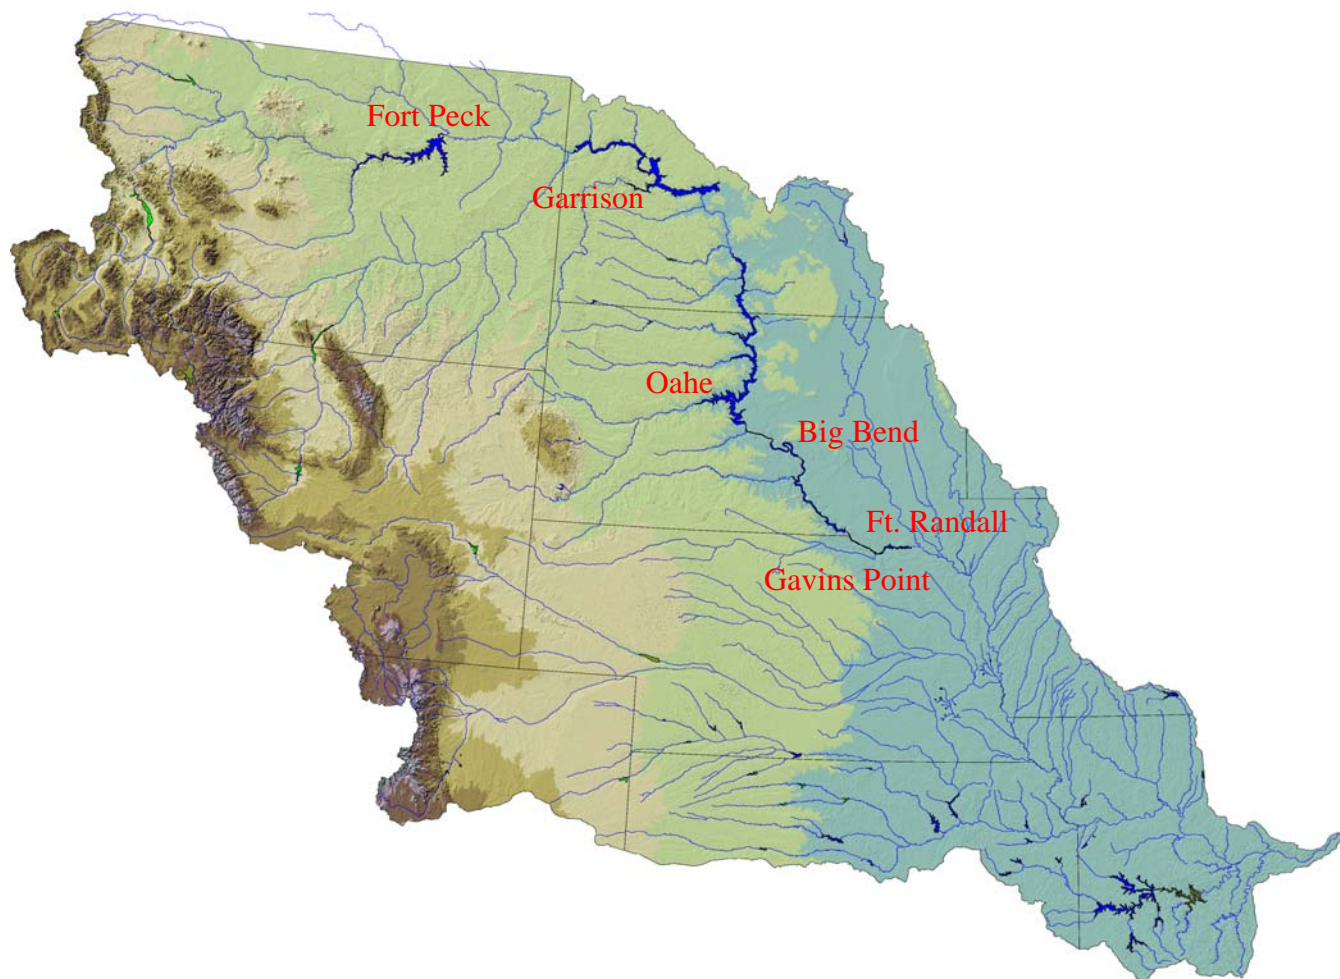 Fort Peck
Garrison
Oahe
Big Bend
Ft. Randall
Gavins Point